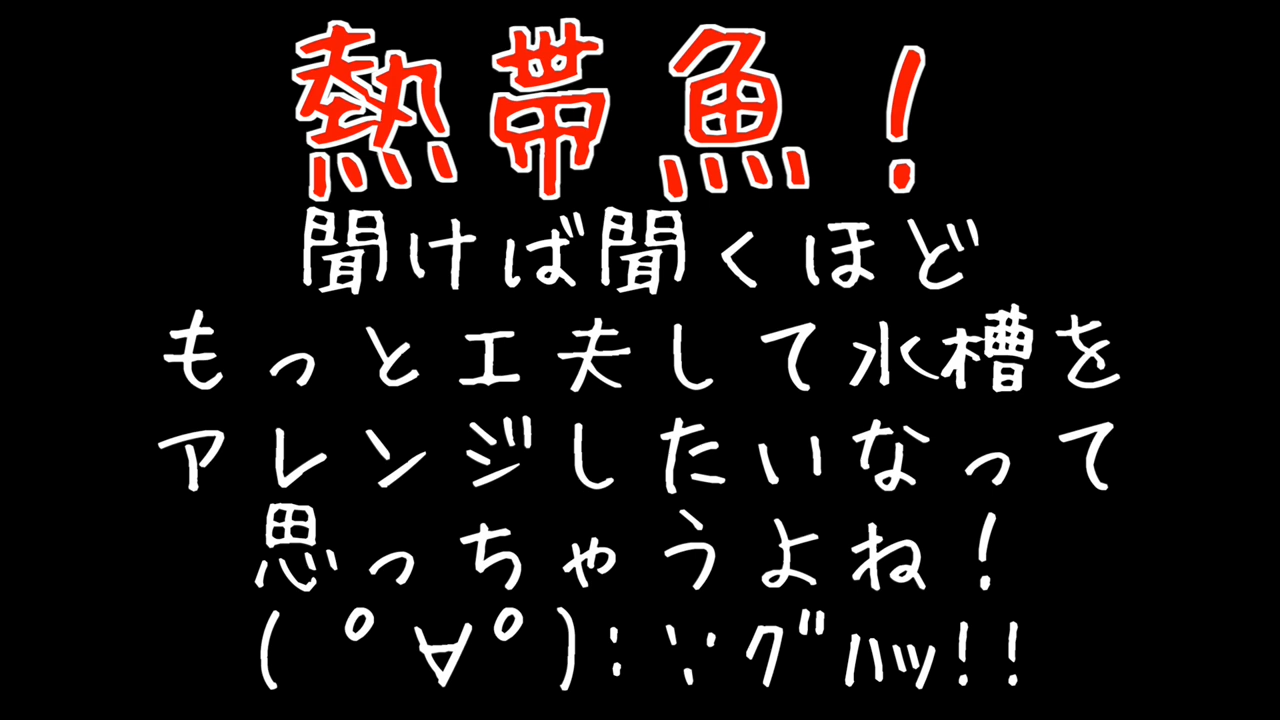 熱帯魚！
聞けば聞くほど
もっと工夫して水槽を
アレンジしたいなって
思っちゃうよね！
( ﾟ∀ﾟ):∵ｸﾞﾊｯ!!